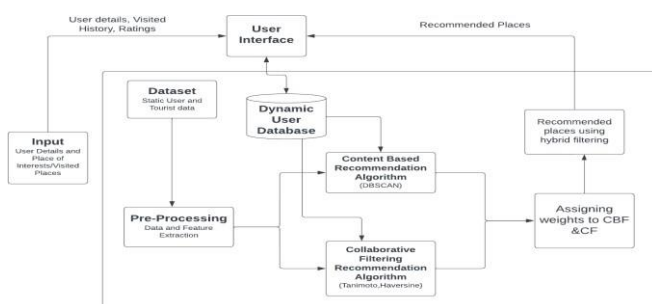 User details, Visited
History, Ratings
User
Interface
Recommended Places
Dataset
Static User and
Tourist data
Dynamic
User
Database
Input
User Details and
Place of
Interests/Visited
Places
Recommended
places using
hybrid filtering
Content Based
Recommendation
Algorithm
(DBSCAN)
Pre-Processing
Data and Feature
Extraction
Assigning
weights to CBF
&CF
Collaborative
Filtering
Recommendation
Algorithm
(Tanimoto,Haversine)